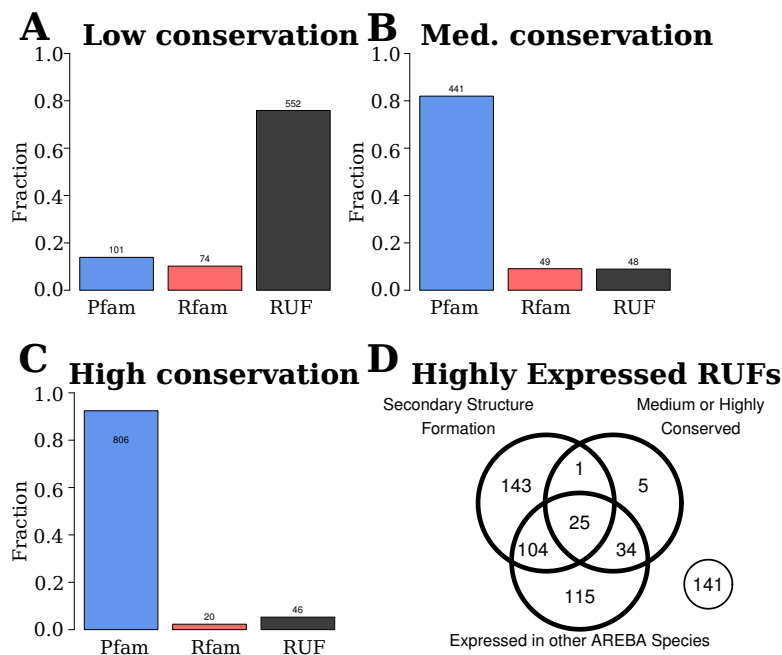 A Low conservation
1.0
0.8
0.6
0.4
0.2
0.0
Fraction
101
74
552
Pfam Rfam RUF
B Med. conservation
1.0
0.8
0.6
0.4
0.2
0.0
Fraction
441
49
48
Pfam Rfam RUF
C High conservation
1.0
0.8
0.6
0.4
0.2
0.0
Fraction
806
20
46
Pfam Rfam RUF
D Highly Expressed RUFs
Secondary Structure
Formation
Medium or Highly
Conserved
143
1
5
25
104
34
115
141
Expressed in other AREBA Species